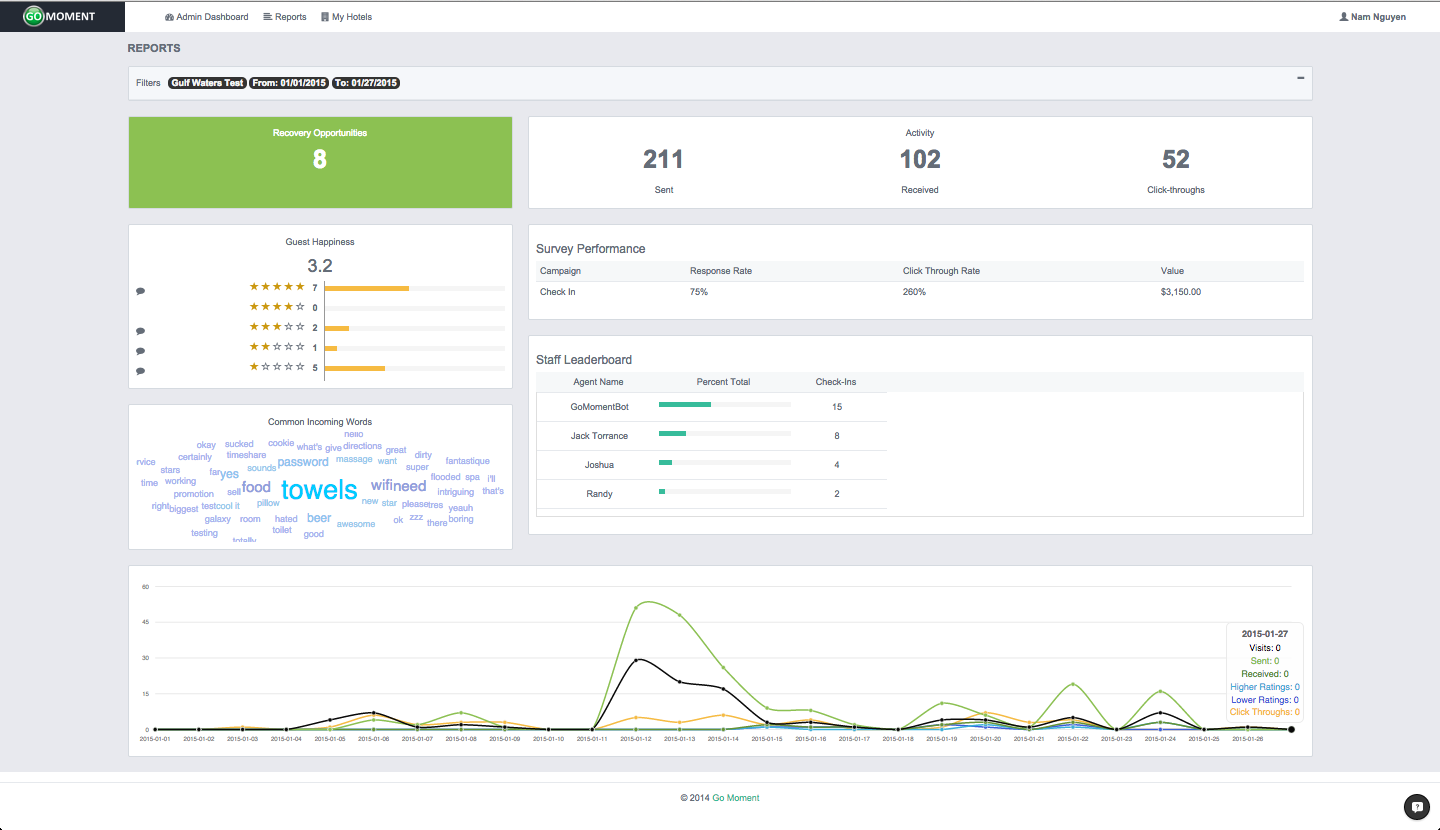 GO MOMENT
Admin Dashboard Reports My Hotels Nam Nguyen
REPORTS
Filters Gulf Waters Test From: 01/01/2015 To: 01/27/2015
Recovery Opportunities
8
Activity
211 102 52
Sent Received Click-throughs
Guest Happiness
3.2
7
0
2
1
5
Survey Performance
Campaign Response Rate Click Through Rate Value
Check In 75% 260% $3,150.00
Staff Leaderboard
Agent Name Percent Total Check-Ins
GoMomentBot 15
Jack Torrance 8
Joshua 4
Randy 2
Common Incoming Words
hello
okay sucked cookie what's give directions great
certainly timeshare password massage want dirty
rvice stars far yes sounds super fantastique
time working food towels wifi need flooded spa i'll
promotion sell intriguing that's
right biggest test cool it pillow new star please tres yeauh
galaxy room hated beer awesome ok zzz there boring
testing toilet good
totally
60
45
30
15
0
2015-01-01 2015-01-02 2015-01-03 2015-01-04 2015-01-05 2015-01-06 2015-01-07 2015-01-08 2015-01-09 2015-01-10 2015-01-11 2015-01-12 2015-01-13 2015-01-14 2015-01-15 2015-01-16 2015-01-17 2015-01-18 2015-01-19 2015-01-20 2015-01-21 2015-01-22 2015-01-23 2015-01-24 2015-01-25 2015-01-26
2015-01-27
Visits: 0
Sent: 0
Received: 0
Higher Ratings: 0
Lower Ratings: 0
Click Throughs: 0
© 2014 Go Moment